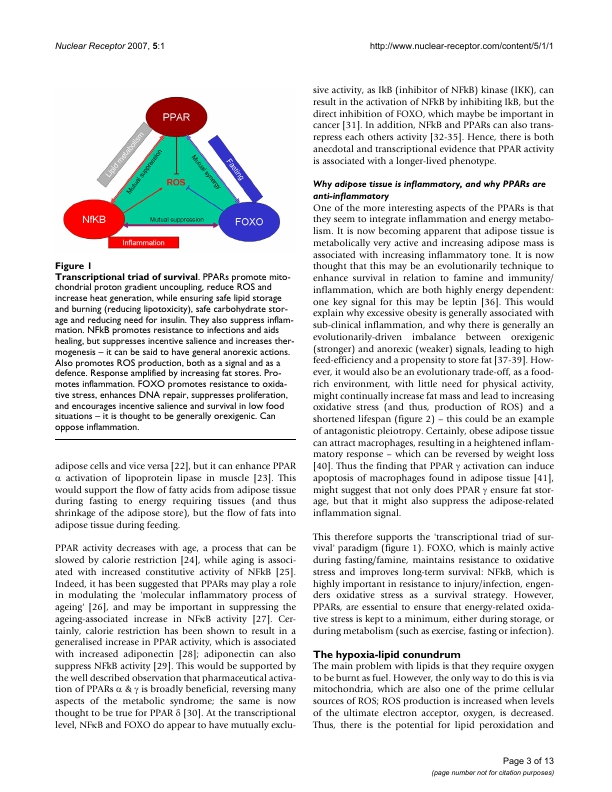 Nuclear Receptor 2007, 5:1
http://www.nuclear-receptor.com/content/5/1/1
PPAR
Lipid metabolism
Mutual suppression
ROS
Mutual synergy
Fasting
NfKB
Mutual suppression
FOXO
Inflammation
Figure 1
Transcriptional triad of survival. PPARs promote mito-
chondrial proton gradient uncoupling, reduce ROS and
increase heat generation, while ensuring safe lipid storage
and burning (reducing lipotoxicity), safe carbohydrate stor-
age and reducing need for insulin. They also suppress inflam-
mation. NFkB promotes resistance to infections and aids
healing, but suppresses incentive salience and increases ther-
mogenesis – it can be said to have general anorexic actions.
Also promotes ROS production, both as a signal and as a
defence. Response amplified by increasing fat stores. Pro-
motes inflammation. FOXO promotes resistance to oxida-
tive stress, enhances DNA repair, suppresses proliferation,
and encourages incentive salience and survival in low food
situations – it is thought to be generally orexigenic. Can
oppose inflammation.
adipose cells and vice versa [22], but it can enhance PPAR
α activation of lipoprotein lipase in muscle [23]. This
would support the flow of fatty acids from adipose tissue
during fasting to energy requiring tissues (and thus
shrinkage of the adipose store), but the flow of fats into
adipose tissue during feeding.
PPAR activity decreases with age, a process that can be
slowed by calorie restriction [24], while aging is associ-
ated with increased constitutive activity of NFkB [25].
Indeed, it has been suggested that PPARs may play a role
in modulating the 'molecular inflammatory process of
ageing' [26], and may be important in suppressing the
ageing-associated increase in NFκB activity [27]. Cer-
tainly, calorie restriction has been shown to result in a
generalised increase in PPAR activity, which is associated
with increased adiponectin [28]; adiponectin can also
suppress NFkB activity [29]. This would be supported by
the well described observation that pharmaceutical activa-
tion of PPARs α & γ is broadly beneficial, reversing many
aspects of the metabolic syndrome; the same is now
thought to be true for PPAR δ [30]. At the transcriptional
level, NFκB and FOXO do appear to have mutually exclu-
sive activity, as IkB (inhibitor of NFkB) kinase (IKK), can
result in the activation of NFkB by inhibiting IkB, but the
direct inhibition of FOXO, which maybe be important in
cancer [31]. In addition, NFkB and PPARs can also trans-
repress each others activity [32-35]. Hence, there is both
anecdotal and transcriptional evidence that PPAR activity
is associated with a longer-lived phenotype.
Why adipose tissue is inflammatory, and why PPARs are
anti-inflammatory
One of the more interesting aspects of the PPARs is that
they seem to integrate inflammation and energy metabo-
lism. It is now becoming apparent that adipose tissue is
metabolically very active and increasing adipose mass is
associated with increasing inflammatory tone. It is now
thought that this may be an evolutionarily technique to
enhance survival in relation to famine and immunity/
inflammation, which are both highly energy dependent:
one key signal for this may be leptin [36]. This would
explain why excessive obesity is generally associated with
sub-clinical inflammation, and why there is generally an
evolutionarily-driven imbalance between orexigenic
(stronger) and anorexic (weaker) signals, leading to high
feed-efficiency and a propensity to store fat [37-39]. How-
ever, it would also be an evolutionary trade-off, as a food-
rich environment, with little need for physical activity,
might continually increase fat mass and lead to increasing
oxidative stress (and thus, production of ROS) and a
shortened lifespan (figure 2) – this could be an example
of antagonistic pleiotropy. Certainly, obese adipose tissue
can attract macrophages, resulting in a heightened inflam-
matory response – which can be reversed by weight loss
[40]. Thus the finding that PPAR γ activation can induce
apoptosis of macrophages found in adipose tissue [41],
might suggest that not only does PPAR γ ensure fat stor-
age, but that it might also suppress the adipose-related
inflammation signal.
This therefore supports the 'transcriptional triad of sur-
vival' paradigm (figure 1). FOXO, which is mainly active
during fasting/famine, maintains resistance to oxidative
stress and improves long-term survival: NFkB, which is
highly important in resistance to injury/infection, engen-
ders oxidative stress as a survival strategy. However,
PPARs, are essential to ensure that energy-related oxida-
tive stress is kept to a minimum, either during storage, or
during metabolism (such as exercise, fasting or infection).
The hypoxia-lipid conundrum
The main problem with lipids is that they require oxygen
to be burnt as fuel. However, the only way to do this is via
mitochondria, which are also one of the prime cellular
sources of ROS; ROS production is increased when levels
of the ultimate electron acceptor, oxygen, is decreased.
Thus, there is the potential for lipid peroxidation and
Page 3 of 13
(page number not for citation purposes)